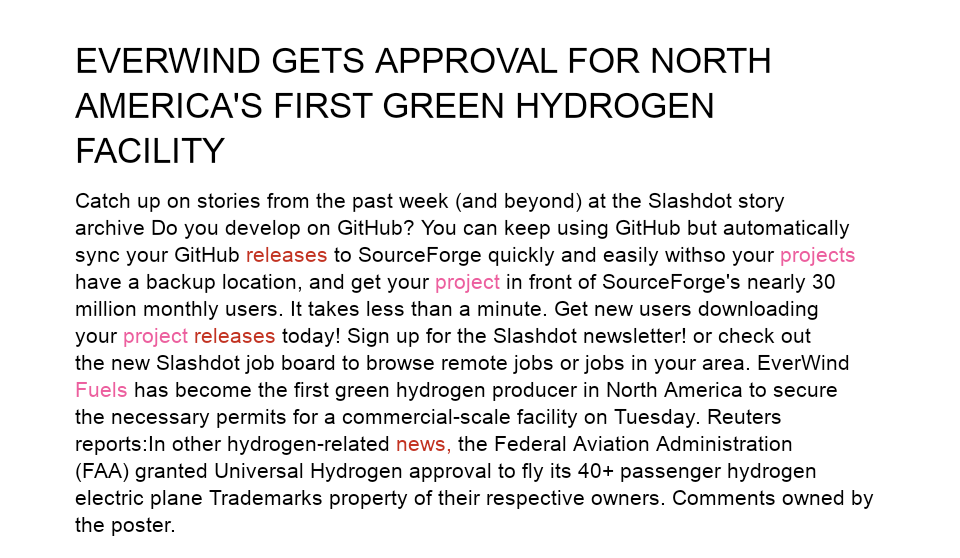 EVERWIND GETS APPROVAL FOR NORTH
AMERICA'S FIRST GREEN HYDROGEN
FACILITY
Catch up on stories from the past week (and beyond) at the Slashdot story
archive Do you develop on GitHub? You can keep using GitHub but automatically
sync your GitHub releases to SourceForge quickly and easily withso your projects
have a backup location, and get your project in front of SourceForge's nearly 30
million monthly users. It takes less than a minute. Get new users downloading
your project releases today! Sign up for the Slashdot newsletter! or check out
the new Slashdot job board to browse remote jobs or jobs in your area. EverWind
Fuels has become the first green hydrogen producer in North America to secure
the necessary permits for a commercial-scale facility on Tuesday. Reuters
reports:In other hydrogen-related news, the Federal Aviation Administration
(FAA) granted Universal Hydrogen approval to fly its 40+ passenger hydrogen
electric plane Trademarks property of their respective owners. Comments owned by
the poster.